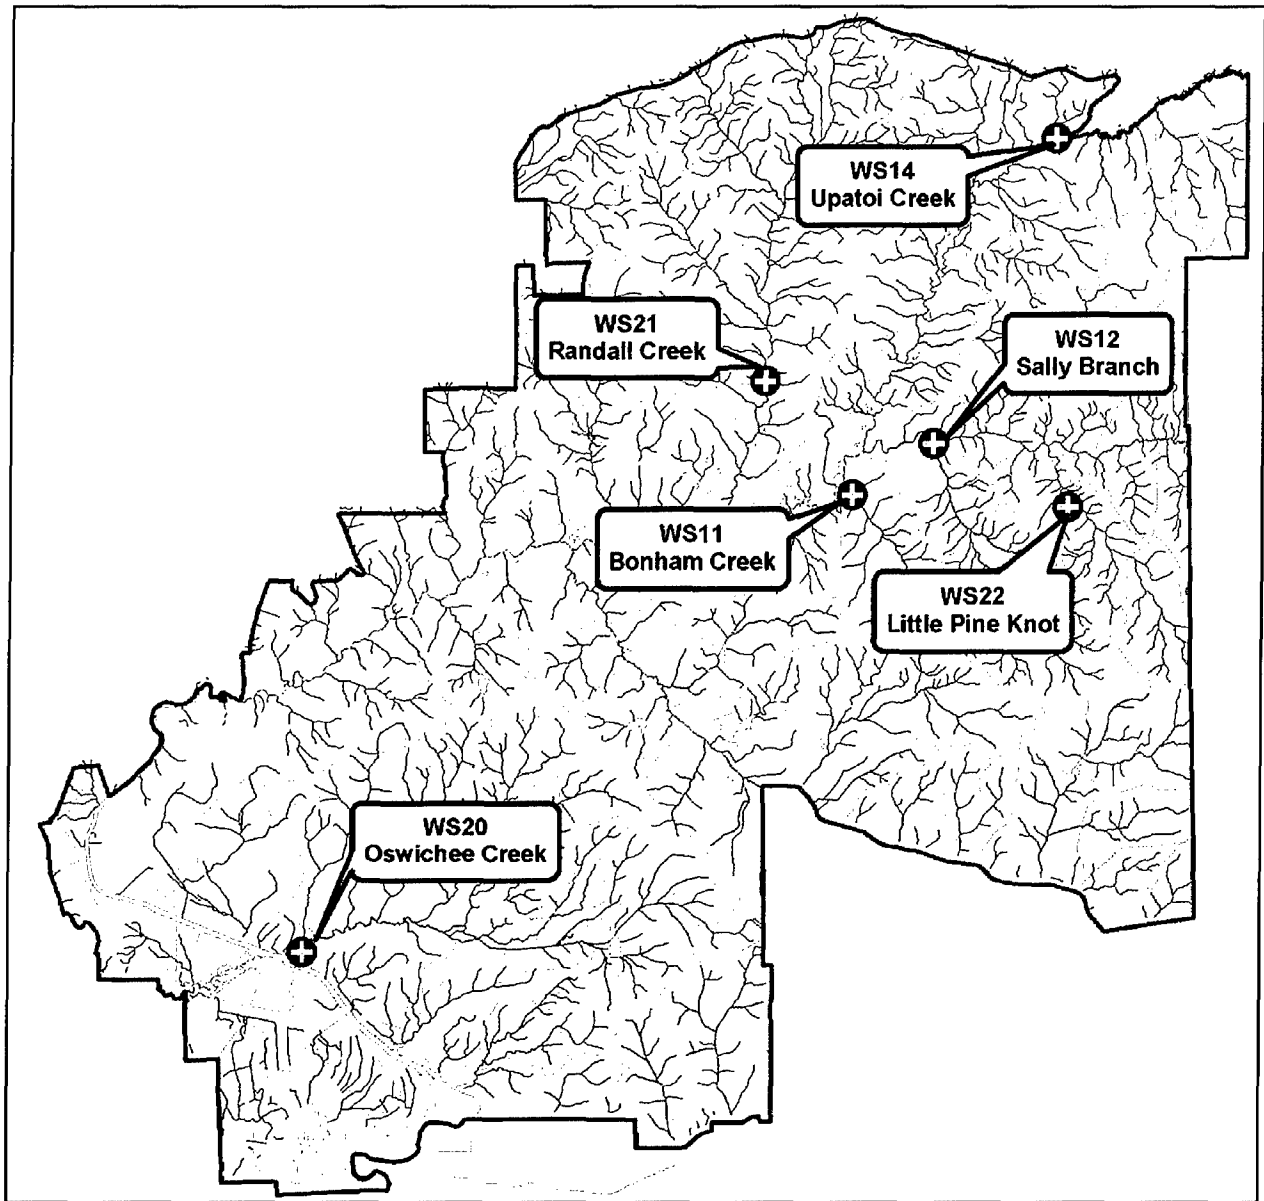 WS14
Upatoi Creek
WS21
Randall Creek
WS12
Sally Branch
WS11
Bonham Creek
WS22
Little Pine Knot
WS20
Oswichee Creek